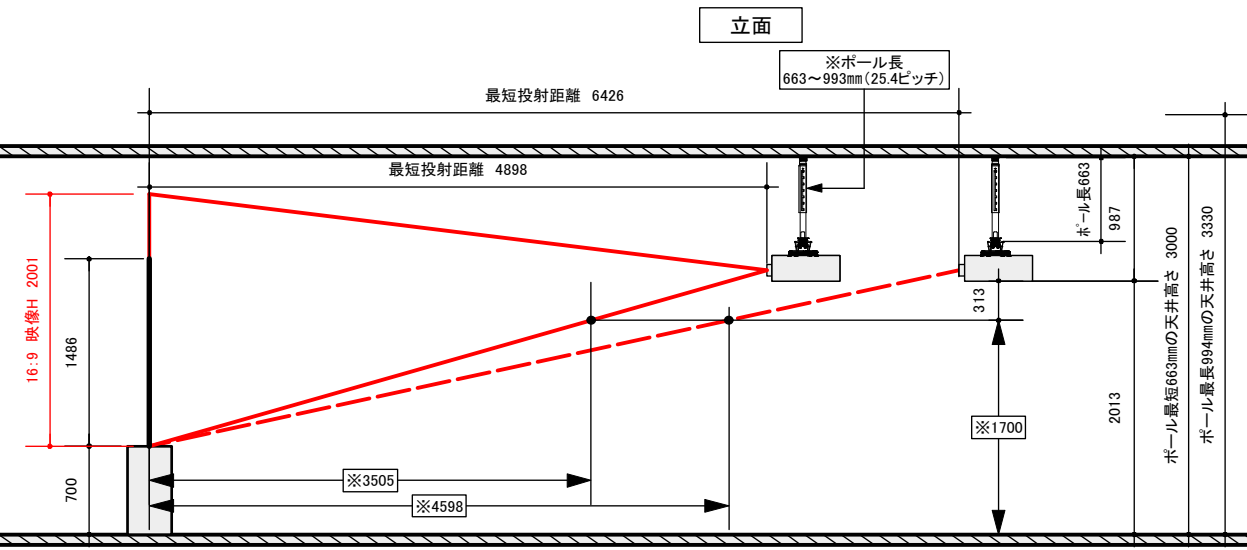 立面
※ポール長
663～993mm(25.4ピッチ)
最短投射距離 6426
最短投射距離 4898
ポール長663
987
ポール最短663mmの天井高さ 3000
ポール最長994mmの天井高さ 3330
16:9 映像H 2001
1486
313
2013
※1700
※3505
※4598
700